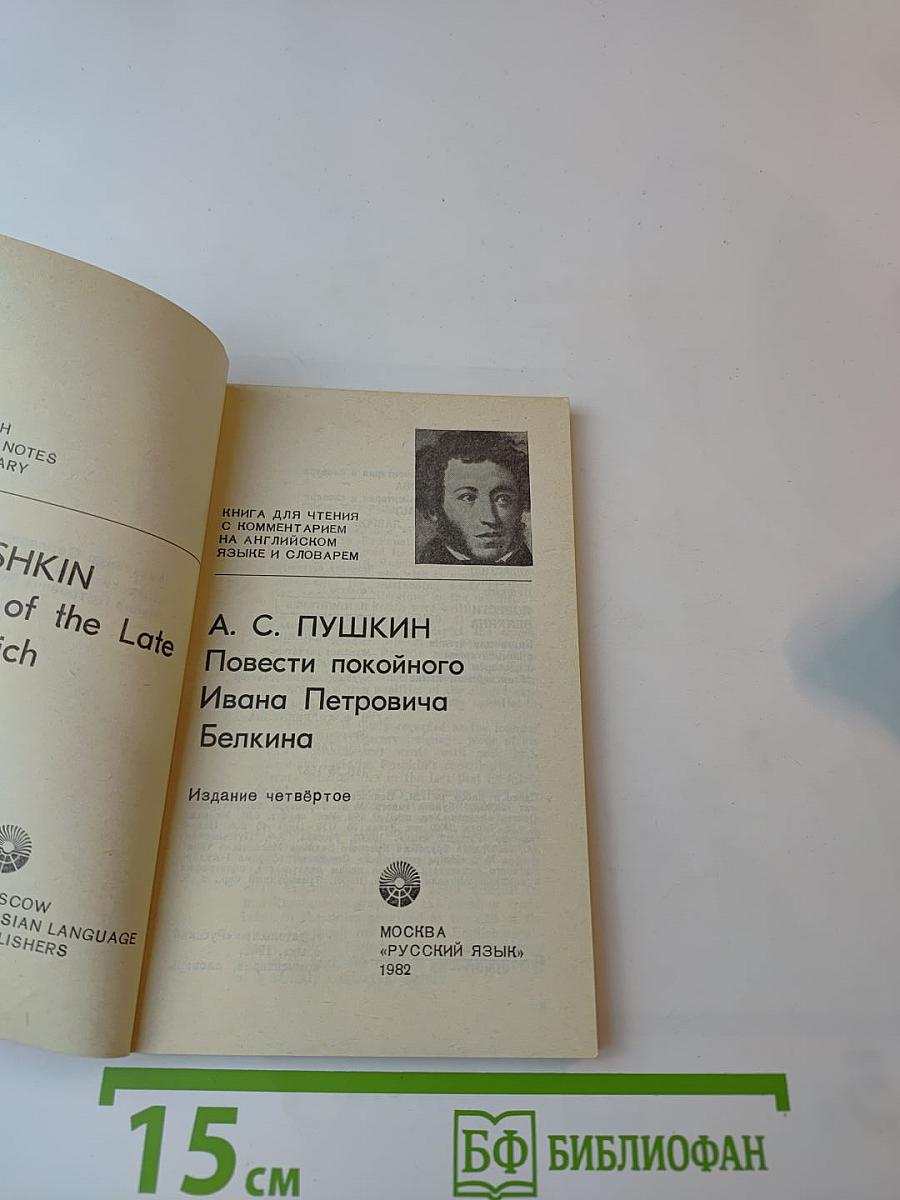 H
NOTES
ARY
SHKIN
of the Late
ich
SCOW
SIAN LANGUAGE
LISHERS
КНИГА ДЛЯ ЧТЕНИЯ
С КОММЕНТАРИЕМ
НА АНГЛИЙСКОМ
ЯЗЫКЕ И СЛОВАРЕМ
А. С. ПУШКИН
Повести покойного
Ивана Петровича
Белкина
Издание четвёртое
МОСКВА
«РУССКИЙ ЯЗЫК»
1982
15 см
БФ БИБЛИОФАН